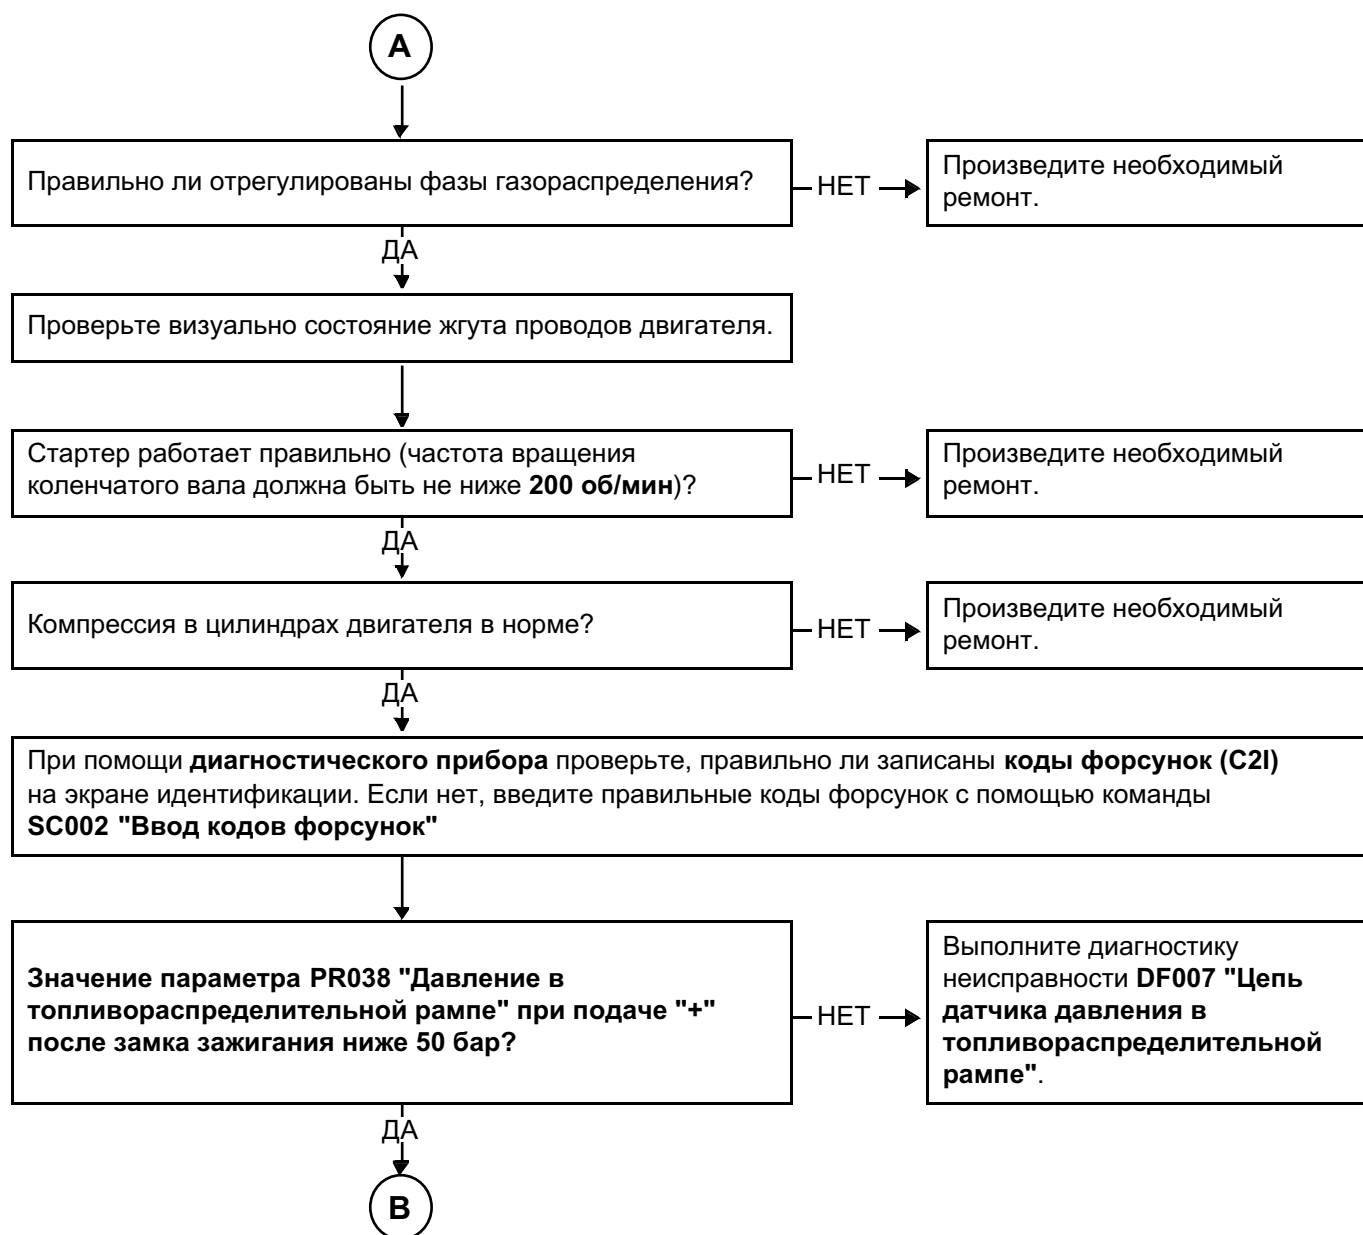 A
Правильно ли отрегулированы фазы газораспределения?
НЕТ
Произведите необходимый
ремонт.
ДА
Проверьте визуально состояние жгута проводов двигателя.
Стартер работает правильно (частота вращения
коленчатого вала должна быть не ниже 200 об/мин)?
НЕТ
Произведите необходимый
ремонт.
ДА
Компрессия в цилиндрах двигателя в норме?
НЕТ
Произведите необходимый
ремонт.
ДА
При помощи диагностического прибора проверьте, правильно ли записаны коды форсунок (C2I)
на экране идентификации. Если нет, введите правильные коды форсунок с помощью команды
SC002 "Ввод кодов форсунок"
Значение параметра PR038 "Давление в
топливораспределительной рампе" при подаче "+"
после замка зажигания ниже 50 бар?
НЕТ
Выполните диагностику
неисправности DF007 "Цепь
датчика давления в
топливораспределительной
рампе".
ДА
B